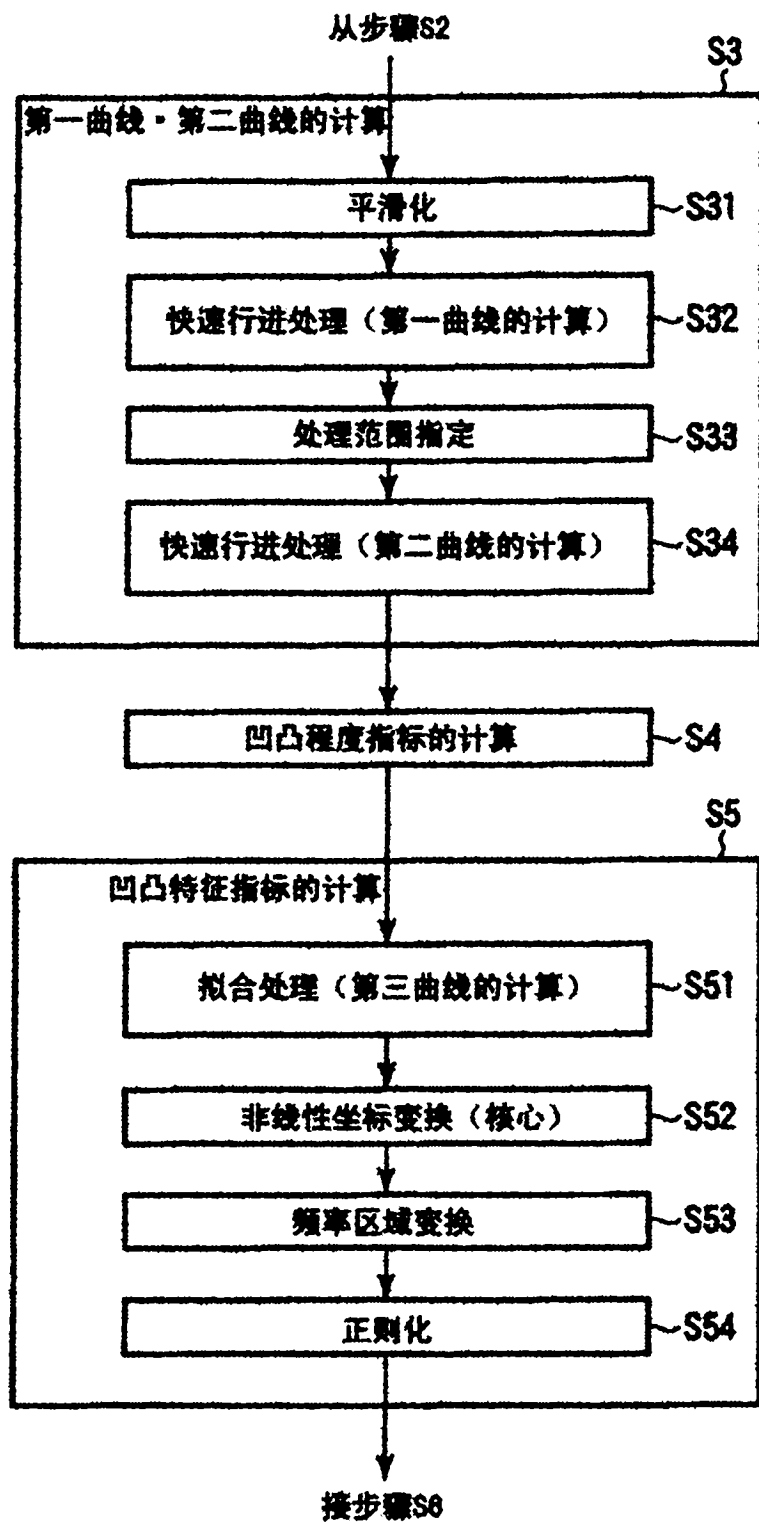 从步骤S2
S3
第一曲线·第二曲线的计算
平滑化
S31
快速行进处理（第一曲线的计算）
S32
处理范围指定
S33
快速行进处理（第二曲线的计算）
S34
凹凸程度指标的计算
S4
S5
凹凸特征指标的计算
拟合处理（第三曲线的计算）
S51
非线性坐标变换（核心）
S52
频率区域变换
S53
正则化
S54
接步骤S6